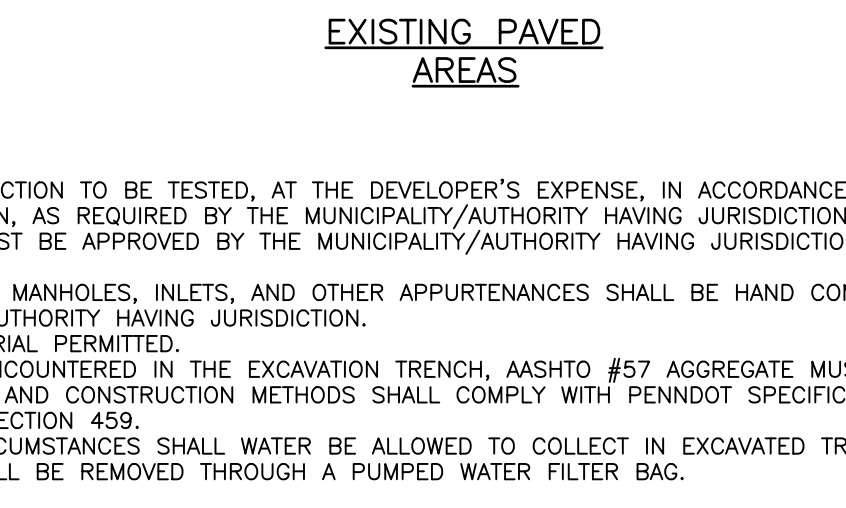 EXISTING PAVED
AREAS
CTION TO BE TESTED, AT THE DEVELOPER'S EXPENSE, IN ACCORDANCE
N, AS REQUIRED BY THE MUNICIPALITY/AUTHORITY HAVING JURISDICTION
ST BE APPROVED BY THE MUNICIPALITY/AUTHORITY HAVING JURISDICTIO
MANHOLES, INLETS, AND OTHER APPURTENANCES SHALL BE HAND COM
UTHORITY HAVING JURISDICTION.
RIAL PERMITTED.
NCOUNTERED IN THE EXCAVATION TRENCH, AASHTO #57 AGGREGATE MUS
AND CONSTRUCTION METHODS SHALL COMPLY WITH PENNDOT SPECIFIC
ECTION 459.
CUMSTANCES SHALL WATER BE ALLOWED TO COLLECT IN EXCAVATED TR
LL BE REMOVED THROUGH A PUMPED WATER FILTER BAG.